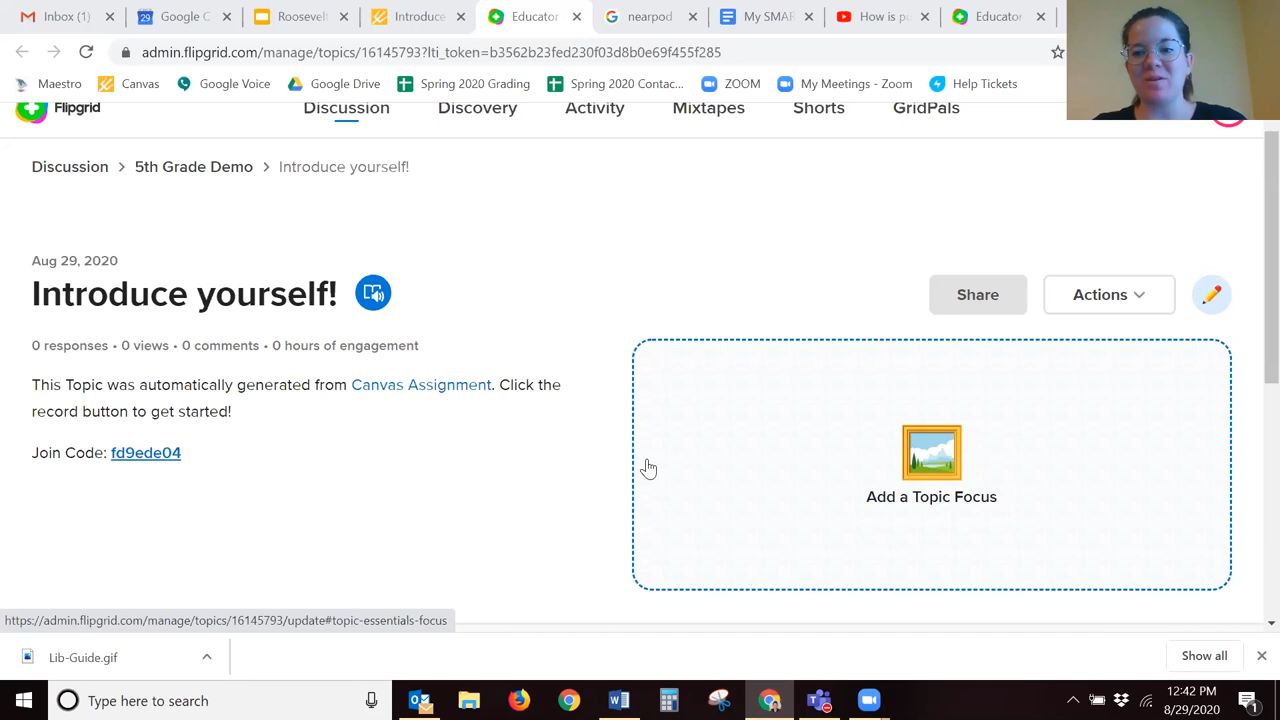 Inbox (1)
Google C
Roosevel
Introduce
Educator
nearpod
My SMAR
How is pu
Educator
admin.flipgrid.com/manage/topics/16145793?lti_token=b3562b23fed230f03d8b0e69f455f285
Maestro
Canvas
Google Voice
Google Drive
Spring 2020 Grading
Spring 2020 Contac...
ZOOM
My Meetings - Zoom
Help Tickets
Flipgrid
Discussion
Discovery
Activity
Mixtapes
Shorts
GridPals
Discussion > 5th Grade Demo > Introduce yourself!
Aug 29, 2020
Introduce yourself!
Share
Actions
0 responses • 0 views • 0 comments • 0 hours of engagement
This Topic was automatically generated from Canvas Assignment. Click the
record button to get started!
Join Code: fd9ede04
Add a Topic Focus
https://admin.flipgrid.com/manage/topics/16145793/update#topic-essentials-focus
Lib-Guide.gif
Show all
Type here to search
12:42 PM
8/29/2020